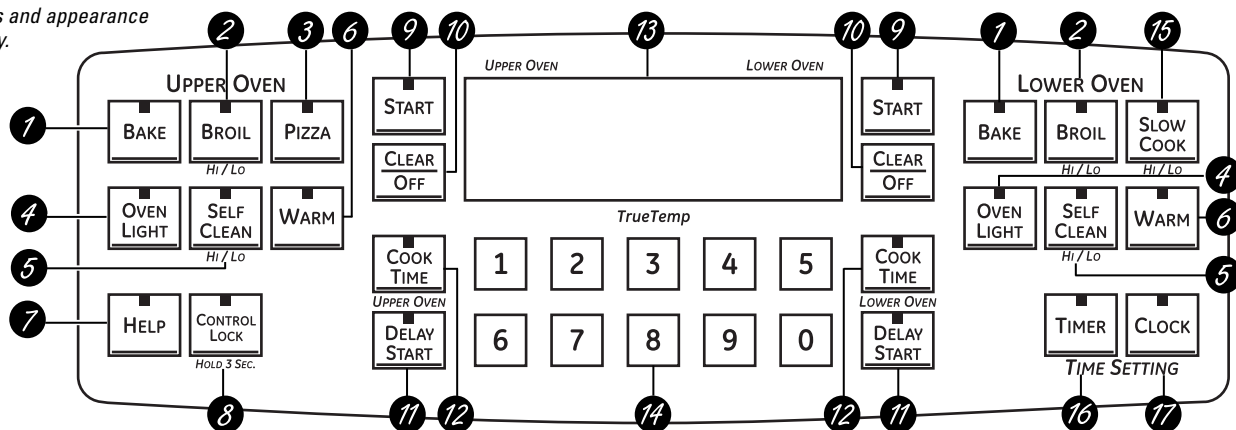 s and appearance
y.
2 3 6 9 10 13 10 9 1 2 15
UPPER OVEN
LOWER OVEN
UPPER OVEN
1
BAKE
BROIL
HI / LO
PIZZA
4
OVEN
LIGHT
SELF
CLEAN
HI / LO
WARM
5
7
HELP
CONTROL
LOCK
HOLD 3 SEC.
8
START
CLEAR
OFF
COOK
TIME
UPPER OVEN
DELAY
START
11 12
TrueTemp
1 2 3 4 5
6 7 8 9 0
14
START
CLEAR
OFF
COOK
TIME
LOWER OVEN
DELAY
START
12 11
LOWER OVEN
BAKE
BROIL
HI / LO
SLOW
COOK
HI / LO
4
OVEN
LIGHT
SELF
CLEAN
HI / LO
WARM
6
5
TIMER
CLOCK
TIME SETTING
16 17